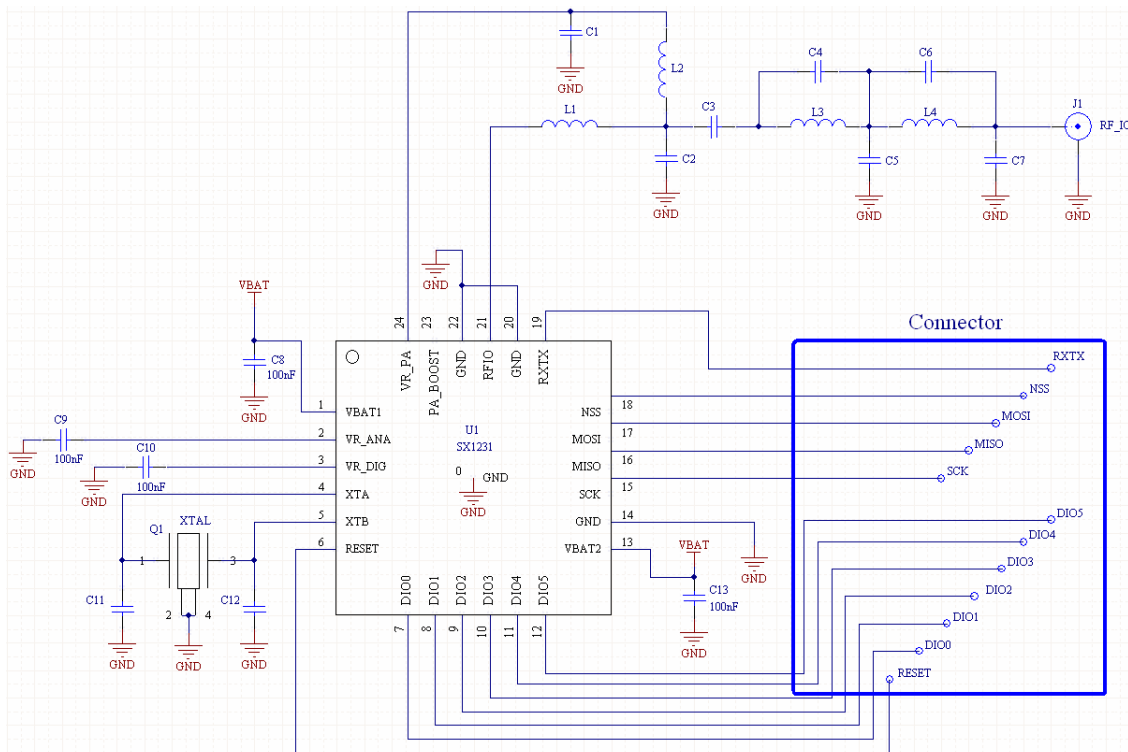 C1
GND
L2
C4
C6
L1
C3
L3
L4
J1
RF_IO
C2
GND
C5
GND
C7
GND
GND
GND
VBAT
C8
100nF
GND
24
23
22
21
20
19
VR_PA
PA_BOOST
GND
RFIO
GND
RXTX
Connector
RXTX
NSS
MOSI
MISO
SCK
DIO5
DIO4
DIO3
DIO2
DIO1
DIO0
RESET
1
VBAT1
2
VR_ANA
3
VR_DIG
4
XTA
5
XTB
6
RESET
U1
SX1231
0
GND
GND
NSS
18
MOSI
17
MISO
16
SCK
15
GND
14
VBAT2
13
C9
100nF
GND
C10
100nF
GND
Q1
XTAL
1
3
2
4
C11
GND
GND
C12
GND
DIO0
DIO1
DIO2
DIO3
DIO4
DIO5
7
8
9
10
11
12
VBAT
C13
100nF
GND
GND